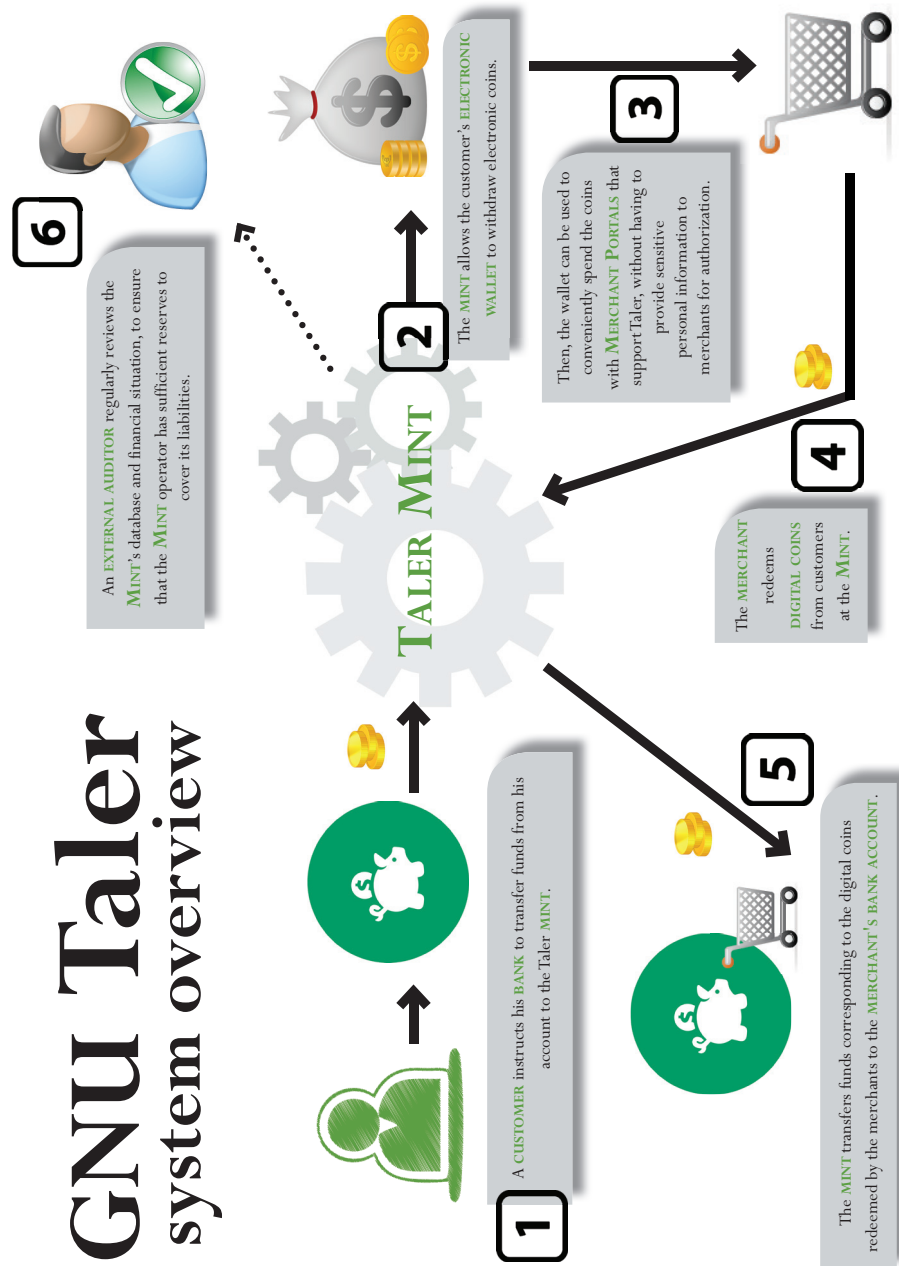 GNU Taler
system overview
1
A CUSTOMER instructs his BANK to transfer funds from his
account to the Taler MINT.
TALER MINT
2
The MINT allows the customer's ELECTRONIC
WALLET to withdraw electronic coins.
3
Then, the wallet can be used to
conveniently spend the coins
with MERCHANT PORTALS that
support Taler, without having to
provide sensitive
personal information to
merchants for authorization.
4
The MERCHANT
redeems
DIGITAL COINS
from customers
at the MINT.
5
The MINT transfers funds corresponding to the digital coins
redeemed by the merchants to the MERCHANT'S BANK ACCOUNT.
6
An EXTERNAL AUDITOR regularly reviews the
MINT's database and financial situation, to ensure
that the MINT operator has sufficient reserves to
cover its liabilities.
$
$
$
$